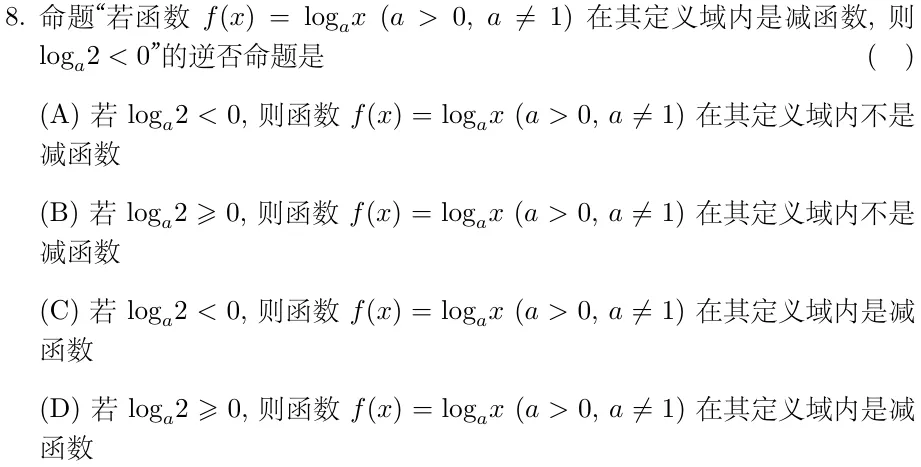 8. 命题“若函数 f(x) = logₐx (a > 0, a ≠ 1) 在其定义域内是减函数, 则
logₐ2 < 0”的逆否命题是 ( )
(A) 若 logₐ2 < 0, 则函数 f(x) = logₐx (a > 0, a ≠ 1) 在其定义域内不是
减函数
(B) 若 logₐ2 ⩾ 0, 则函数 f(x) = logₐx (a > 0, a ≠ 1) 在其定义域内不是
减函数
(C) 若 logₐ2 < 0, 则函数 f(x) = logₐx (a > 0, a ≠ 1) 在其定义域内是减
函数
(D) 若 logₐ2 ⩾ 0, 则函数 f(x) = logₐx (a > 0, a ≠ 1) 在其定义域内是减
函数